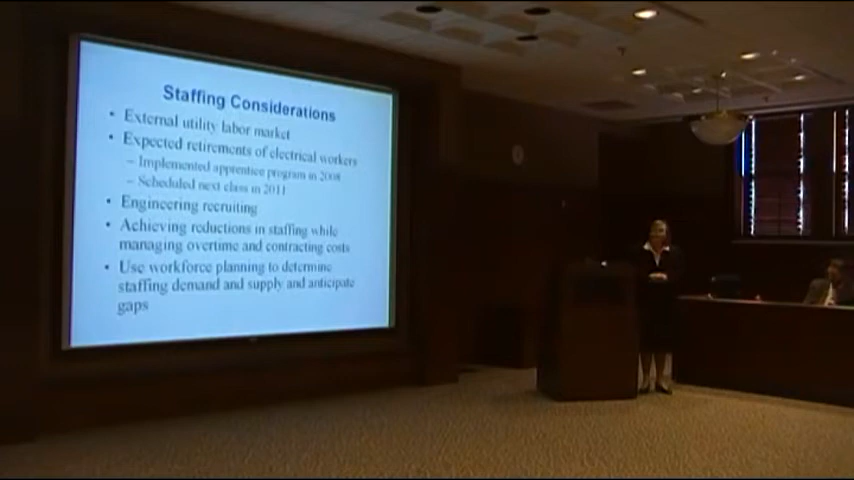 Staffing Considerations
• External utility labor market
• Expected retirements of electrical workers
– Implemented apprentice program in 2008
– Scheduled next class in 2011
• Engineering recruiting
• Achieving reductions in staffing while
managing overtime and contracting costs
• Use workforce planning to determine
staffing demand and supply and anticipate
gaps